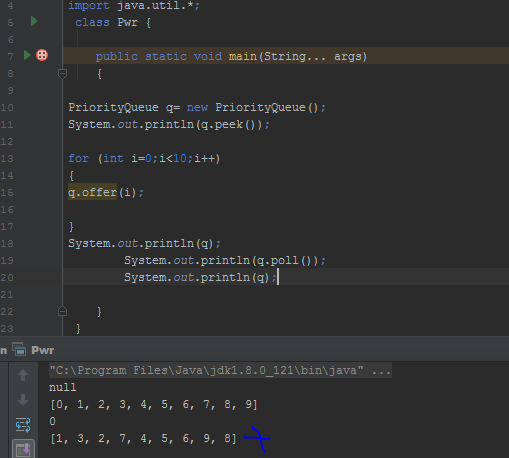 4 import java.util.*;
5 class Pwr {
6
7 public static void main(String... args)
8 {
9
10 PriorityQueue q= new PriorityQueue();
11 System.out.println(q.peek());
12
13 for (int i=0;i<10;i++)
14 {
15 q.offer(i);
16
17 }
18 System.out.println(q);
19 System.out.println(q.poll());
20 System.out.println(q);
21
22 }
23 }
n Pwr
"C:\Program Files\Java\jdk1.8.0_121\bin\java" ...
null
[0, 1, 2, 3, 4, 5, 6, 7, 8, 9]
0
[1, 3, 2, 7, 4, 5, 6, 9, 8]